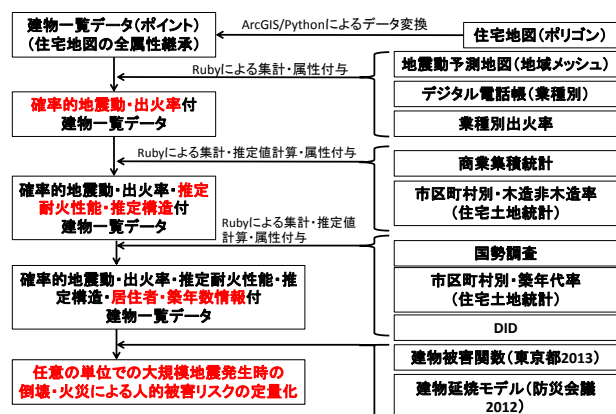 建物一覧データ(ポイント)
(住宅地図の全属性継承)
ArcGIS/Pythonによるデータ変換
住宅地図(ポリゴン)
Rubyによる集計・属性付与
地震動予測地図(地域メッシュ)
デジタル電話帳(業種別)
業種別出火率
確率的地震動・出火率付
建物一覧データ
Rubyによる集計・推定値計算・属性付与
商業集積統計
市区町村別・木造非木造率
(住宅土地統計)
確率的地震動・出火率・推定
耐火性能・推定構造付
建物一覧データ
Rubyによる集計・推定値
計算・属性付与
国勢調査
市区町村別・築年代率
(住宅土地統計)
DID
確率的地震動・出火率・推定耐火性能・推
定構造・居住者・築年数情報付
建物一覧データ
建物被害関数(東京都2013)
建物延焼モデル(防災会議
2012)
任意の単位での大規模地震発生時の
倒壊・火災による人的被害リスクの定量化